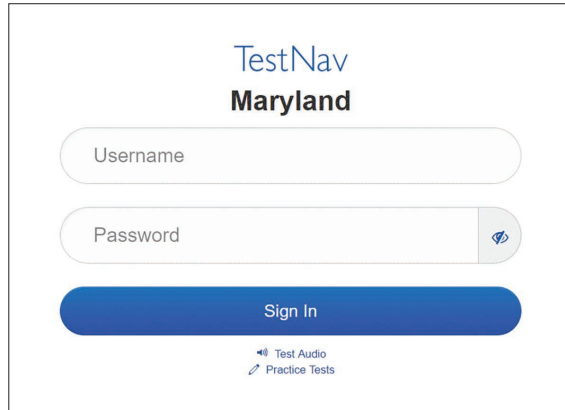 TestNav
Maryland
Username
Password
Sign In
Test Audio
Practice Tests